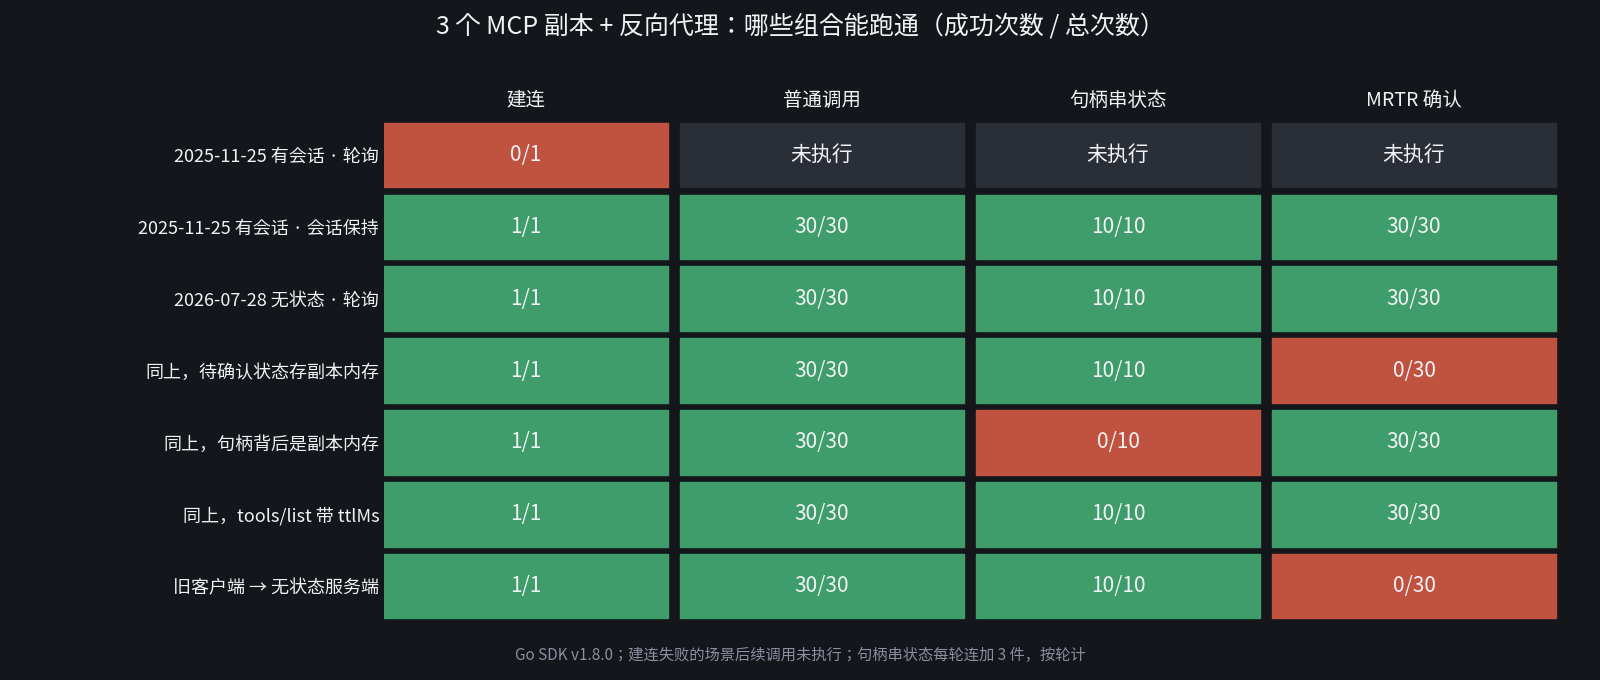 3 个 MCP 副本 + 反向代理：哪些组合能跑通（成功次数 / 总次数）
建连 普通调用 句柄串状态 MRTR 确认
2025-11-25 有会话 · 轮询 0/1 未执行 未执行 未执行
2025-11-25 有会话 · 会话保持 1/1 30/30 10/10 30/30
2026-07-28 无状态 · 轮询 1/1 30/30 10/10 30/30
同上，待确认状态存副本内存 1/1 30/30 10/10 0/30
同上，句柄背后是副本内存 1/1 30/30 0/10 30/30
同上，tools/list 带 ttlMs 1/1 30/30 10/10 30/30
旧客户端 → 无状态服务端 1/1 30/30 10/10 0/30
Go SDK v1.8.0；建连失败的场景后续调用未执行；句柄串状态每轮连加 3 件，按轮计